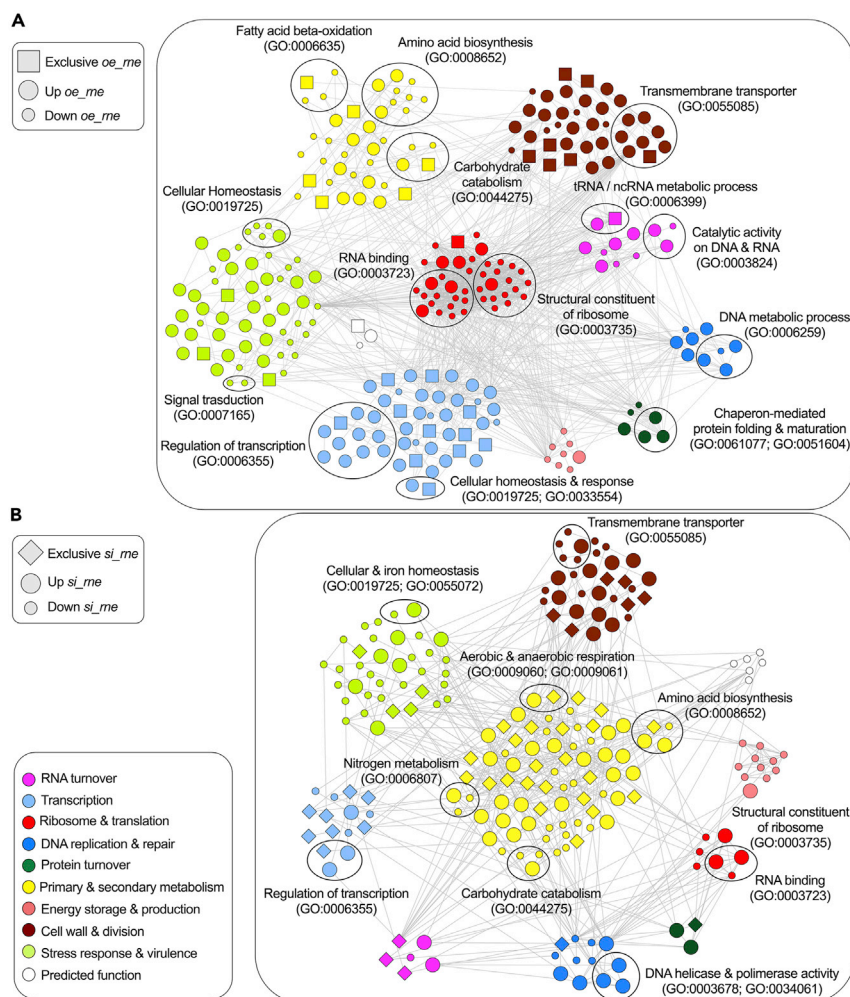 A
Exclusive oe_rne
Up oe_rne
Down oe_rne
Fatty acid beta-oxidation
(GO:0006635)
Amino acid biosynthesis
(GO:0008652)
Transmembrane transporter
(GO:0055085)
Carbohydrate
catabolism
(GO:0044275)
tRNA / ncRNA metabolic process
(GO:0006399)
Cellular Homeostasis
(GO:0019725)
RNA binding
(GO:0003723)
Catalytic activity
on DNA & RNA
(GO:0003824)
Structural constituent
of ribosome
(GO:0003735)
DNA metabolic process
(GO:0006259)
Signal trasduction
(GO:0007165)
Chaperon-mediated
protein folding & maturation
(GO:0061077; GO:0051604)
Regulation of transcription
(GO:0006355)
Cellular homeostasis & response
(GO:0019725; GO:0033554)
B
Exclusive si_rne
Up si_rne
Down si_rne
Transmembrane transporter
(GO:0055085)
Cellular & iron homeostasis
(GO:0019725; GO:0055072)
Aerobic & anaerobic respiration
(GO:0009060; GO:0009061)
Amino acid biosynthesis
(GO:0008652)
Nitrogen metabolism
(GO:0006807)
Structural constituent
of ribosome
(GO:0003735)
RNA binding
(GO:0003723)
Regulation of transcription
(GO:0006355)
Carbohydrate catabolism
(GO:0044275)
DNA helicase & polimerase activity
(GO:0003678; GO:0034061)
RNA turnover
Transcription
Ribosome & translation
DNA replication & repair
Protein turnover
Primary & secondary metabolism
Energy storage & production
Cell wall & division
Stress response & virulence
Predicted function